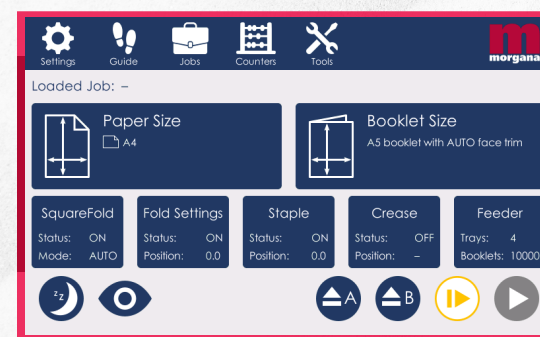 Settings
Guide
Jobs
Counters
Tools
m
morgana
Loaded Job: –
Paper Size
A4
Booklet Size
A5 booklet with AUTO face trim
SquareFold
Status: ON
Mode: AUTO
Fold Settings
Status: ON
Position: 0.0
Staple
Status: ON
Position: 0.0
Crease
Status: OFF
Position: –
Feeder
Trays: 4
Booklets: 10000
z z
A
B